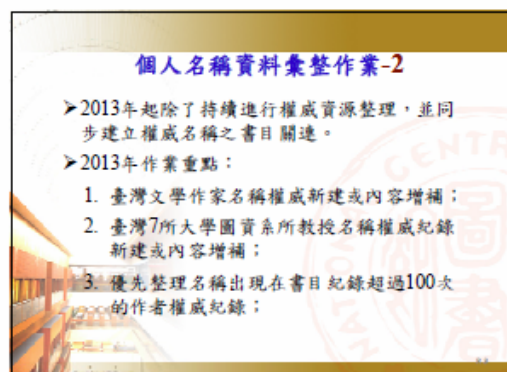 個人名稱資料彙整作業-2
➤2013年起除了持續進行權威資源整理，並同
步建立權威名稱之書目關連。
➤2013年作業重點：
1. 臺灣文學作家名稱權威新建或內容增補；
2. 臺灣7所大學圖資系所教授名稱權威紀錄
新建或內容增補；
3. 優先整理名稱出現在書目紀錄超過100次
的作者權威紀錄；